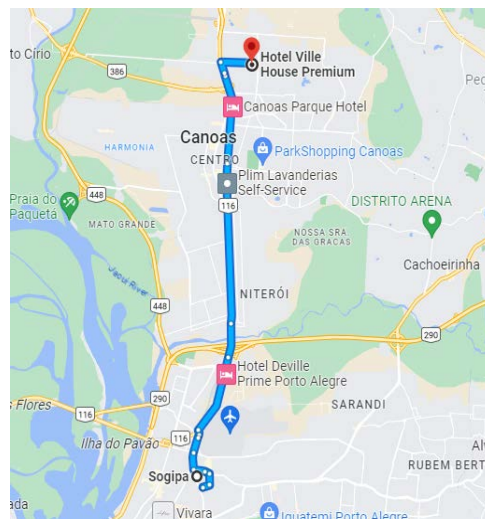 to Cirio
386
Hotel Ville
House Premium
Canoas Parque Hotel
Canoas
HARMONIA
CENTRO
ParkShopping Canoas
Plim Lavanderias
Self-Service
448
Praia do
Paquetá
MATO GRANDE
116
DISTRITO ARENA
NOSSA SRA.
DAS GRACAS
Cachoeirinha
Jacuí River
NITERÓI
448
290
Hotel Deville
Prime Porto Alegre
290
SARANDI
s Flores
116
116
Ilha do Pavão
Sogipa
RUBEM BERT
ada
Vivara
Iguatemi Porto Alegre